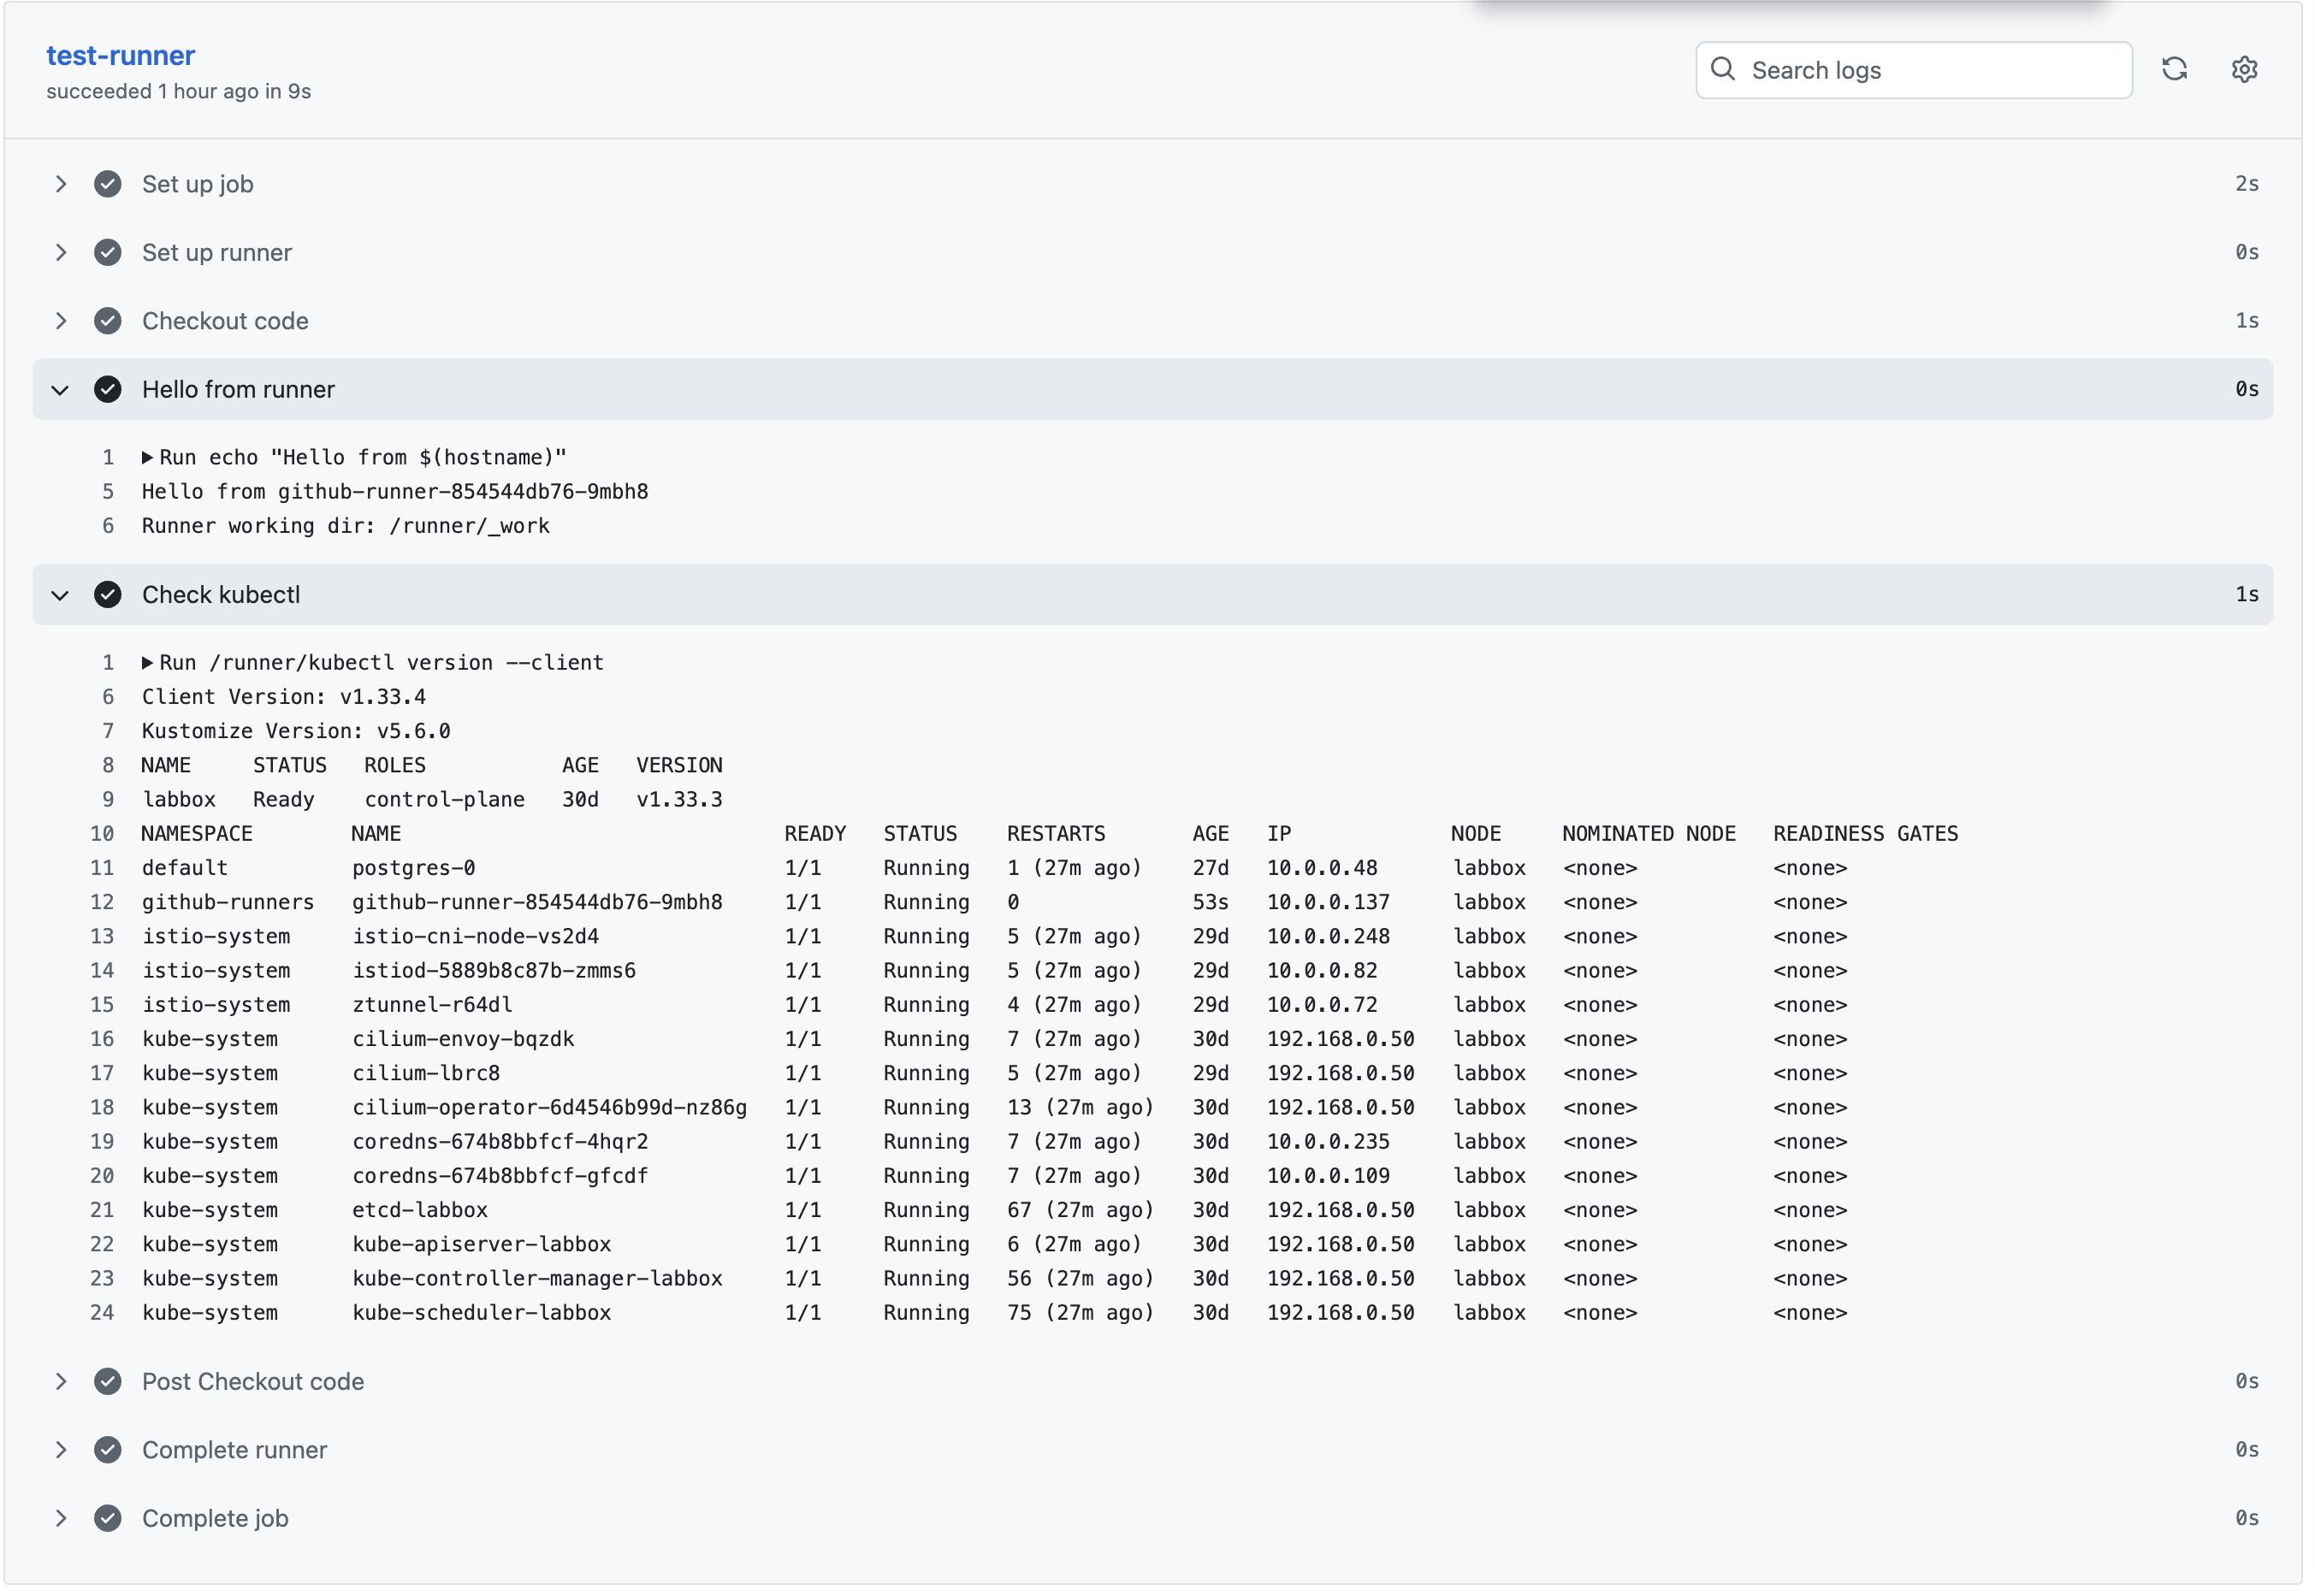 test-runner
succeeded 1 hour ago in 9s
Search logs
Set up job 2s
Set up runner 0s
Checkout code 1s
Hello from runner 0s
1 Run echo "Hello from $(hostname)"
5 Hello from github-runner-854544db76-9mbh8
6 Runner working dir: /runner/_work
Check kubectl 1s
1 Run /runner/kubectl version --client
6 Client Version: v1.33.4
7 Kustomize Version: v5.6.0
8 NAME STATUS ROLES AGE VERSION
9 labbox Ready control-plane 30d v1.33.3
10 NAMESPACE NAME READY STATUS RESTARTS AGE IP NODE NOMINATED NODE READINESS GATES
11 default postgres-0 1/1 Running 1 (27m ago) 27d 10.0.0.48 labbox <none> <none>
12 github-runners github-runner-854544db76-9mbh8 1/1 Running 0 53s 10.0.0.137 labbox <none> <none>
13 istio-system istio-cni-node-vs2d4 1/1 Running 5 (27m ago) 29d 10.0.0.248 labbox <none> <none>
14 istio-system istiod-5889b8c87b-zmms6 1/1 Running 5 (27m ago) 29d 10.0.0.82 labbox <none> <none>
15 istio-system ztunnel-r64dl 1/1 Running 4 (27m ago) 29d 10.0.0.72 labbox <none> <none>
16 kube-system cilium-envoy-bqzdk 1/1 Running 7 (27m ago) 30d 192.168.0.50 labbox <none> <none>
17 kube-system cilium-lbrc8 1/1 Running 5 (27m ago) 29d 192.168.0.50 labbox <none> <none>
18 kube-system cilium-operator-6d4546b99d-nz86g 1/1 Running 13 (27m ago) 30d 192.168.0.50 labbox <none> <none>
19 kube-system coredns-674b8bbfcf-4hqr2 1/1 Running 7 (27m ago) 30d 10.0.0.235 labbox <none> <none>
20 kube-system coredns-674b8bbfcf-gfcdf 1/1 Running 7 (27m ago) 30d 10.0.0.109 labbox <none> <none>
21 kube-system etcd-labbox 1/1 Running 67 (27m ago) 30d 192.168.0.50 labbox <none> <none>
22 kube-system kube-apiserver-labbox 1/1 Running 6 (27m ago) 30d 192.168.0.50 labbox <none> <none>
23 kube-system kube-controller-manager-labbox 1/1 Running 56 (27m ago) 30d 192.168.0.50 labbox <none> <none>
24 kube-system kube-scheduler-labbox 1/1 Running 75 (27m ago) 30d 192.168.0.50 labbox <none> <none>
Post Checkout code 0s
Complete runner 0s
Complete job 0s